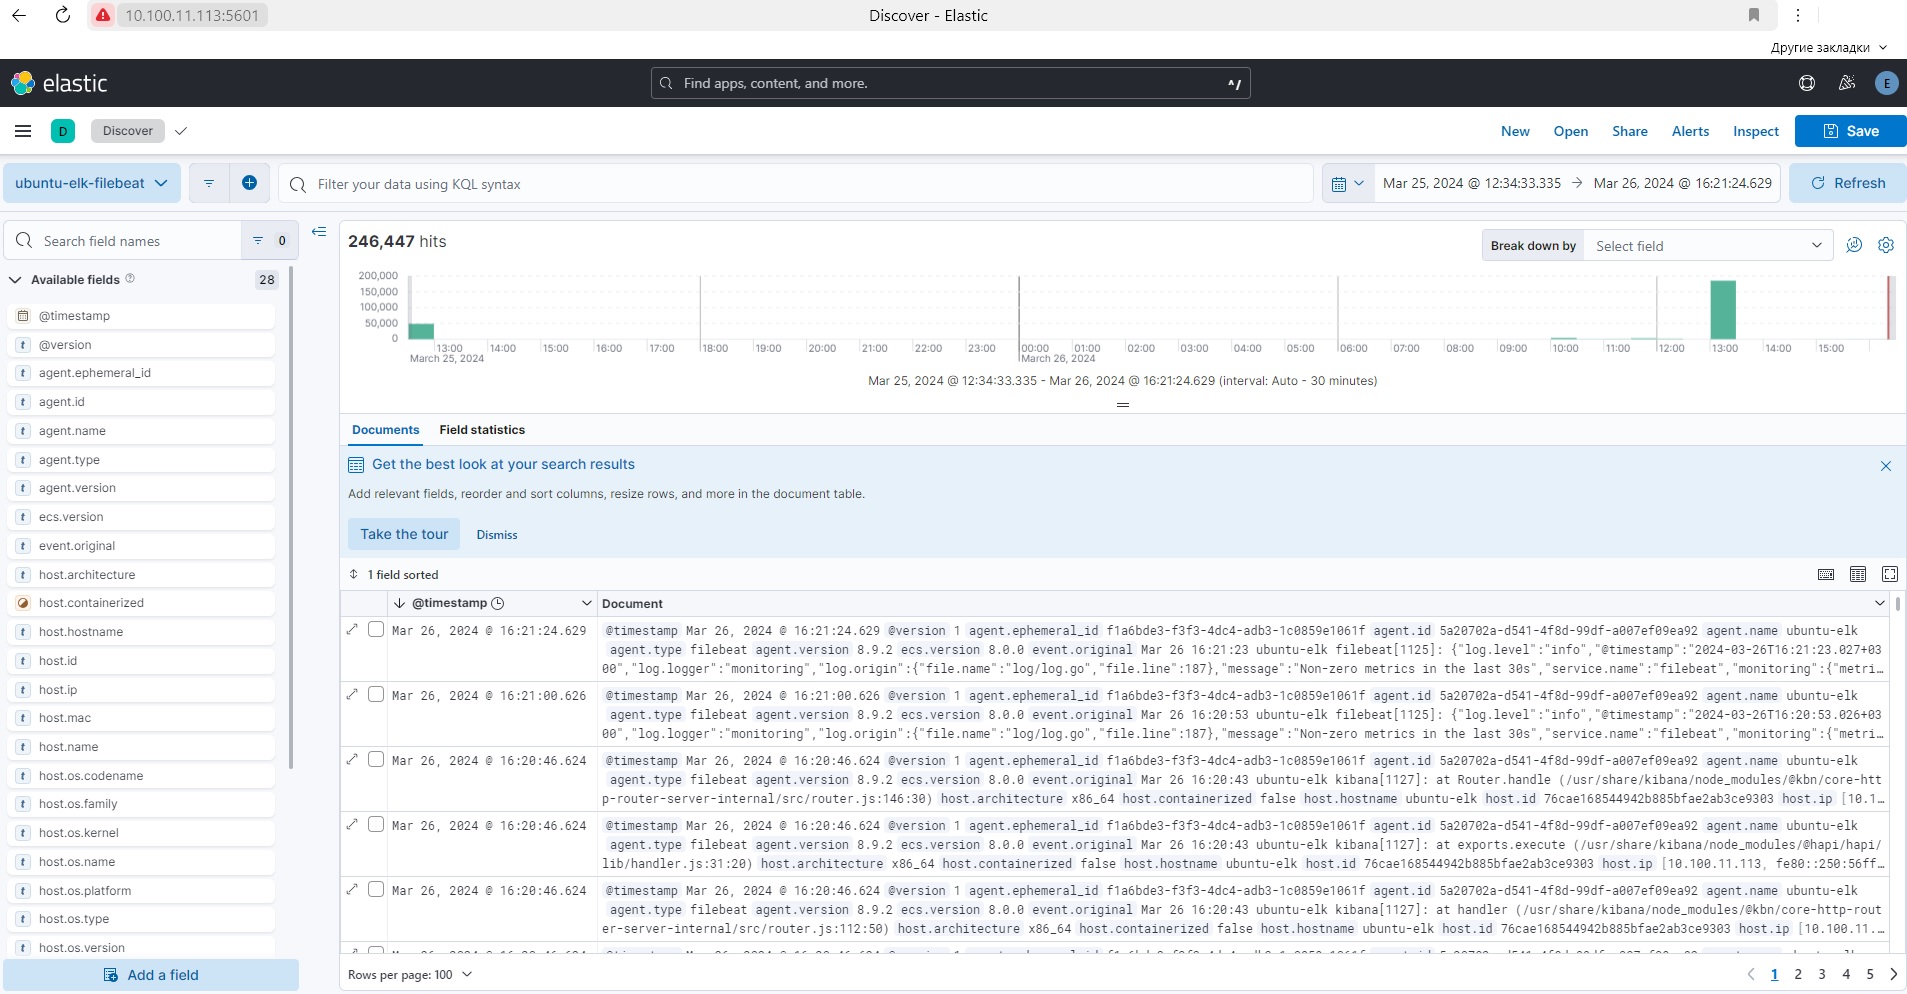 10.100.11.113:5601
Discover - Elastic
Другие закладки
elastic
Find apps, content, and more.
^/
E
D
Discover
New
Open
Share
Alerts
Inspect
Save
ubuntu-elk-filebeat
Filter your data using KQL syntax
Mar 25, 2024 @ 12:34:33.335 → Mar 26, 2024 @ 16:21:24.629
Refresh
Search field names
0
Available fields
28
@timestamp
@version
agent.ephemeral_id
agent.id
agent.name
agent.type
agent.version
ecs.version
event.original
host.architecture
host.containerized
host.hostname
host.id
host.ip
host.mac
host.name
host.os.codename
host.os.family
host.os.kernel
host.os.name
host.os.platform
host.os.type
host.os.version
Add a field
246,447 hits
Break down by
Select field
200,000
150,000
100,000
50,000
0
13:00 14:00 15:00 16:00 17:00 18:00 19:00 20:00 21:00 22:00 23:00 00:00 01:00 02:00 03:00 04:00 05:00 06:00 07:00 08:00 09:00 10:00 11:00 12:00 13:00 14:00 15:00
March 25, 2024
March 26, 2024
Mar 25, 2024 @ 12:34:33.335 - Mar 26, 2024 @ 16:21:24.629 (interval: Auto - 30 minutes)
Documents
Field statistics
Get the best look at your search results
Add relevant fields, reorder and sort columns, resize rows, and more in the document table.
Take the tour
Dismiss
1 field sorted
@timestamp
Document
Mar 26, 2024 @ 16:21:24.629
@timestamp Mar 26, 2024 @ 16:21:24.629 @version 1 agent.ephemeral_id f1a6bde3-f3f3-4dc4-adb3-1c0859e1061f agent.id 5a20702a-d541-4f8d-99df-a007ef09ea92 agent.name ubuntu-elk
agent.type filebeat agent.version 8.9.2 ecs.version 8.0.0 event.original Mar 26 16:21:23 ubuntu-elk filebeat[1125]: {"log.level":"info","@timestamp":"2024-03-26T16:21:23.027+03
00","log.logger":"monitoring","log.origin":{"file.name":"log/log.go","file.line":187},"message":"Non-zero metrics in the last 30s","service.name":"filebeat","monitoring":{"metri…
Mar 26, 2024 @ 16:21:00.626
@timestamp Mar 26, 2024 @ 16:21:00.626 @version 1 agent.ephemeral_id f1a6bde3-f3f3-4dc4-adb3-1c0859e1061f agent.id 5a20702a-d541-4f8d-99df-a007ef09ea92 agent.name ubuntu-elk
agent.type filebeat agent.version 8.9.2 ecs.version 8.0.0 event.original Mar 26 16:20:53 ubuntu-elk filebeat[1125]: {"log.level":"info","@timestamp":"2024-03-26T16:20:53.026+03
00","log.logger":"monitoring","log.origin":{"file.name":"log/log.go","file.line":187},"message":"Non-zero metrics in the last 30s","service.name":"filebeat","monitoring":{"metri…
Mar 26, 2024 @ 16:20:46.624
@timestamp Mar 26, 2024 @ 16:20:46.624 @version 1 agent.ephemeral_id f1a6bde3-f3f3-4dc4-adb3-1c0859e1061f agent.id 5a20702a-d541-4f8d-99df-a007ef09ea92 agent.name ubuntu-elk
agent.type filebeat agent.version 8.9.2 ecs.version 8.0.0 event.original Mar 26 16:20:43 ubuntu-elk kibana[1127]: at Router.handle (/usr/share/kibana/node_modules/@kbn/core-htt
p-router-server-internal/src/router.js:146:30) host.architecture x86_64 host.containerized false host.hostname ubuntu-elk host.id 76cae168544942b885bfae2ab3ce9303 host.ip [10.1…
Mar 26, 2024 @ 16:20:46.624
@timestamp Mar 26, 2024 @ 16:20:46.624 @version 1 agent.ephemeral_id f1a6bde3-f3f3-4dc4-adb3-1c0859e1061f agent.id 5a20702a-d541-4f8d-99df-a007ef09ea92 agent.name ubuntu-elk
agent.type filebeat agent.version 8.9.2 ecs.version 8.0.0 event.original Mar 26 16:20:43 ubuntu-elk kibana[1127]: at exports.execute (/usr/share/kibana/node_modules/@hapi/hapi/
lib/handler.js:31:20) host.architecture x86_64 host.containerized false host.hostname ubuntu-elk host.id 76cae168544942b885bfae2ab3ce9303 host.ip [10.100.11.113, fe80::250:56ff…
Mar 26, 2024 @ 16:20:46.624
@timestamp Mar 26, 2024 @ 16:20:46.624 @version 1 agent.ephemeral_id f1a6bde3-f3f3-4dc4-adb3-1c0859e1061f agent.id 5a20702a-d541-4f8d-99df-a007ef09ea92 agent.name ubuntu-elk
agent.type filebeat agent.version 8.9.2 ecs.version 8.0.0 event.original Mar 26 16:20:43 ubuntu-elk kibana[1127]: at handler (/usr/share/kibana/node_modules/@kbn/core-http-rout
er-server-internal/src/router.js:112:50) host.architecture x86_64 host.containerized false host.hostname ubuntu-elk host.id 76cae168544942b885bfae2ab3ce9303 host.ip [10.100.11.…
Rows per page: 100
1 2 3 4 5